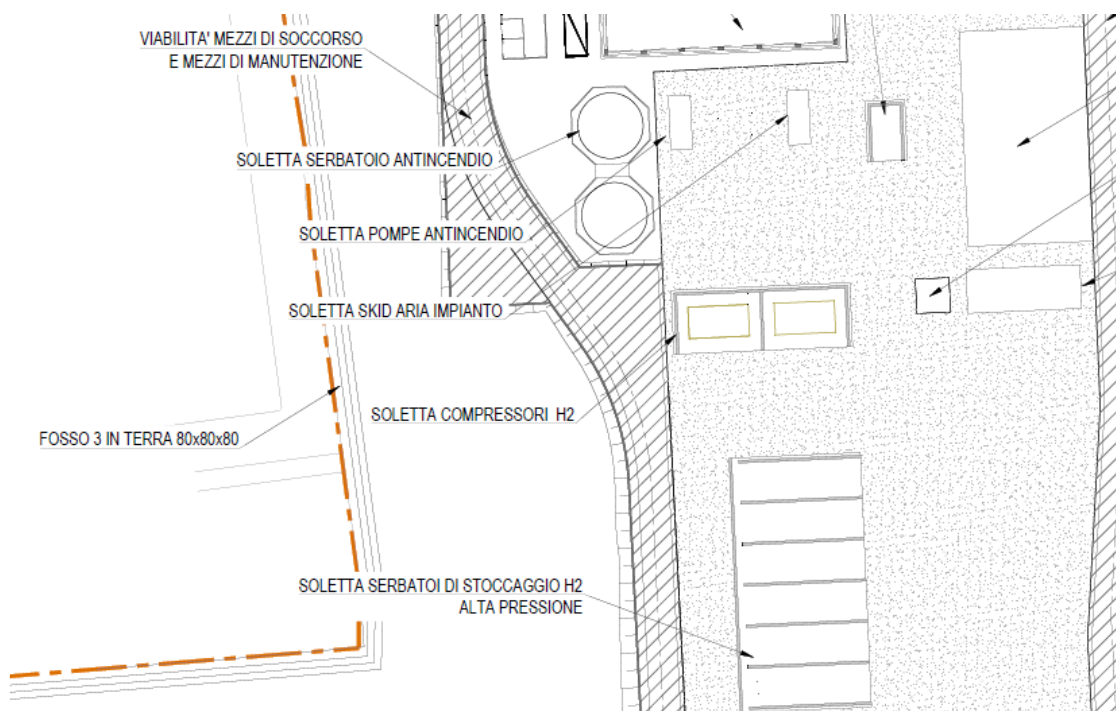 VIABILITA' MEZZI DI SOCCORSO
E MEZZI DI MANUTENZIONE
SOLETTA SERBATOIO ANTINCENDIO
SOLETTA POMPE ANTINCENDIO
SOLETTA SKID ARIA IMPIANTO
SOLETTA COMPRESSORI H2
FOSSO 3 IN TERRA 80x80x80
SOLETTA SERBATOI DI STOCCAGGIO H2
ALTA PRESSIONE